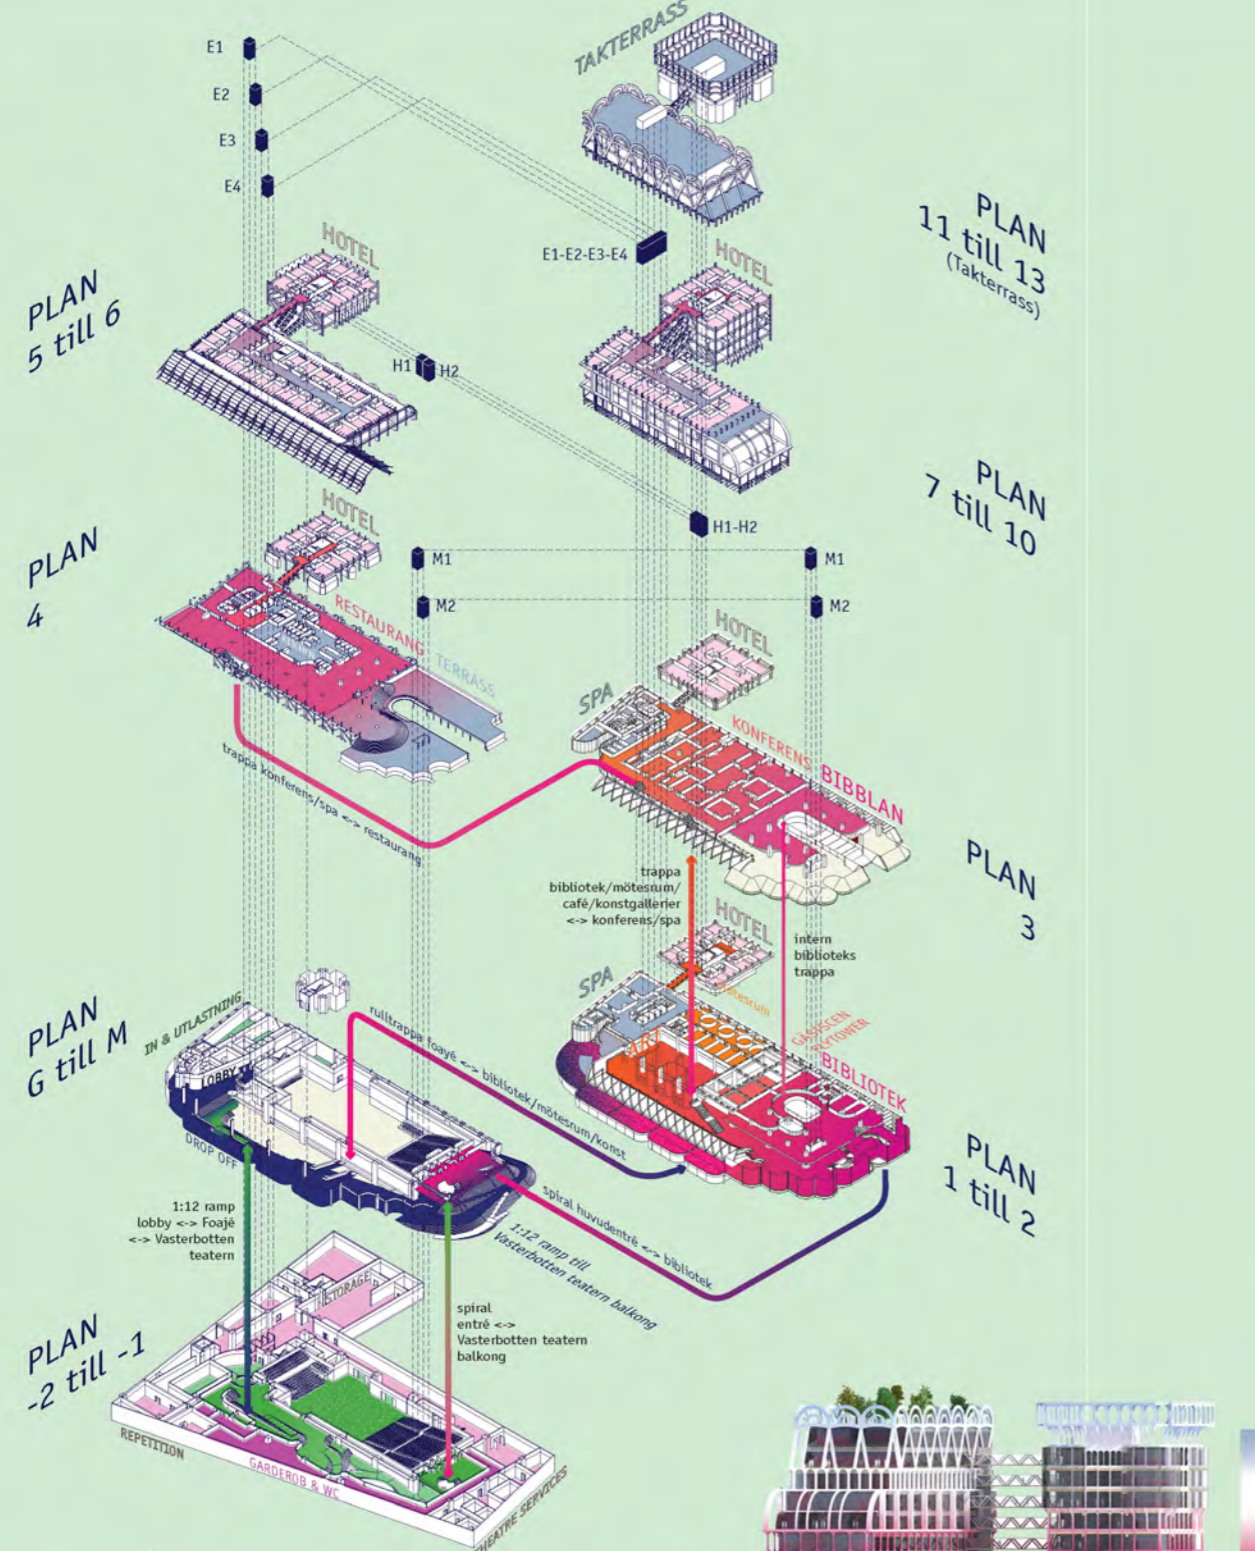 TAKTERRASS
E1
E2
E3
E4
E1-E2-E3-E4
PLAN
11 till 13
(Takterrass)
HOTEL
HOTEL
PLAN
5 till 6
H1
H2
PLAN
7 till 10
HOTEL
H1-H2
M1
M2
M1
M2
PLAN
4
RESTAURANG
TERRASS
HOTEL
SPA
KONFERENS
BIBBLAN
trappa konferens/spa <-> restaurang
PLAN
3
trappa
bibliotek/mötesrum/
café/konstgallerier
<-> konferens/spa
HOTEL
intern
biblioteks
trappa
SPA
mötesrum
ART
BIBLIOTEK
PLAN
G till M
IN & UTLASTNING
LOBBY
DROP OFF
rulltrappa foayé <-> bibliotek/mötesrum/konst
PLAN
1 till 2
1:12 ramp
lobby <-> Foajé
<-> Vasterbotten
teatern
spiral huvudentré <-> bibliotek
1:12 ramp till
Vasterbotten teatern balkong
PLAN
-2 till -1
STORAGE
spiral
entré <->
Vasterbotten teatern
balkong
REPETITION
GARDEROB & WC
THEATRE SERVICES